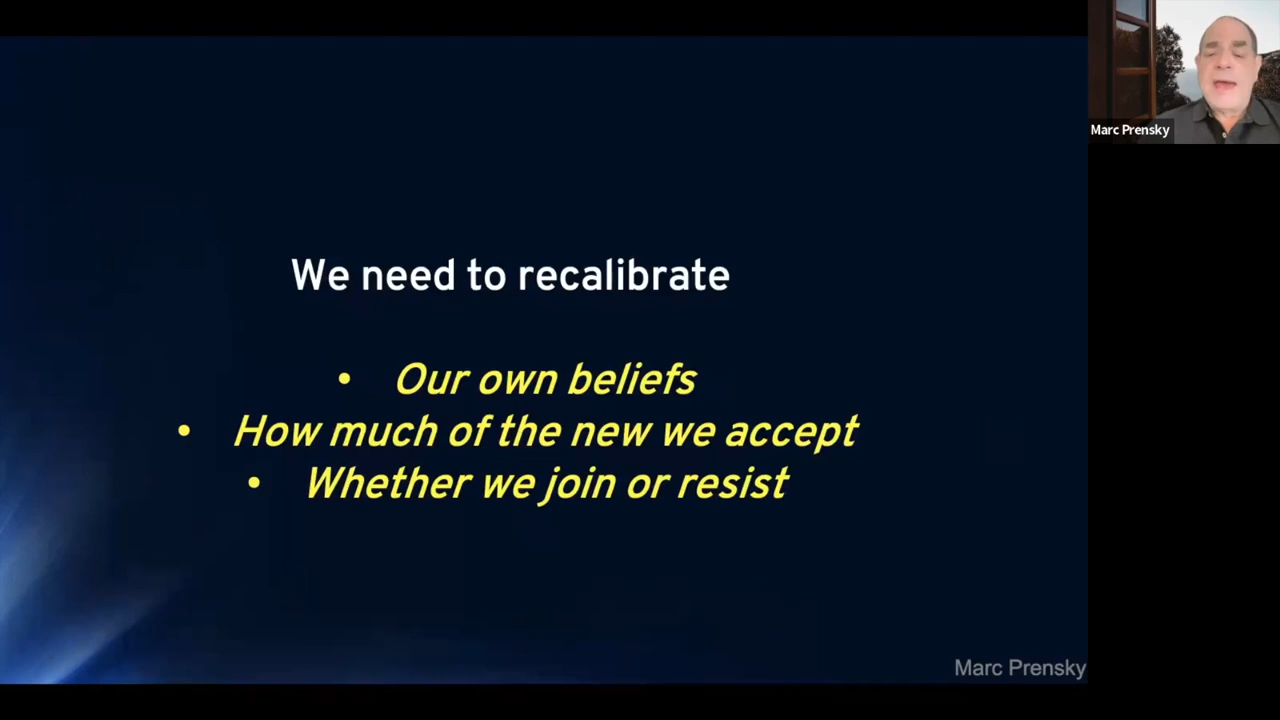 Marc Prensky
We need to recalibrate
• Our own beliefs
• How much of the new we accept
• Whether we join or resist
Marc Prensky